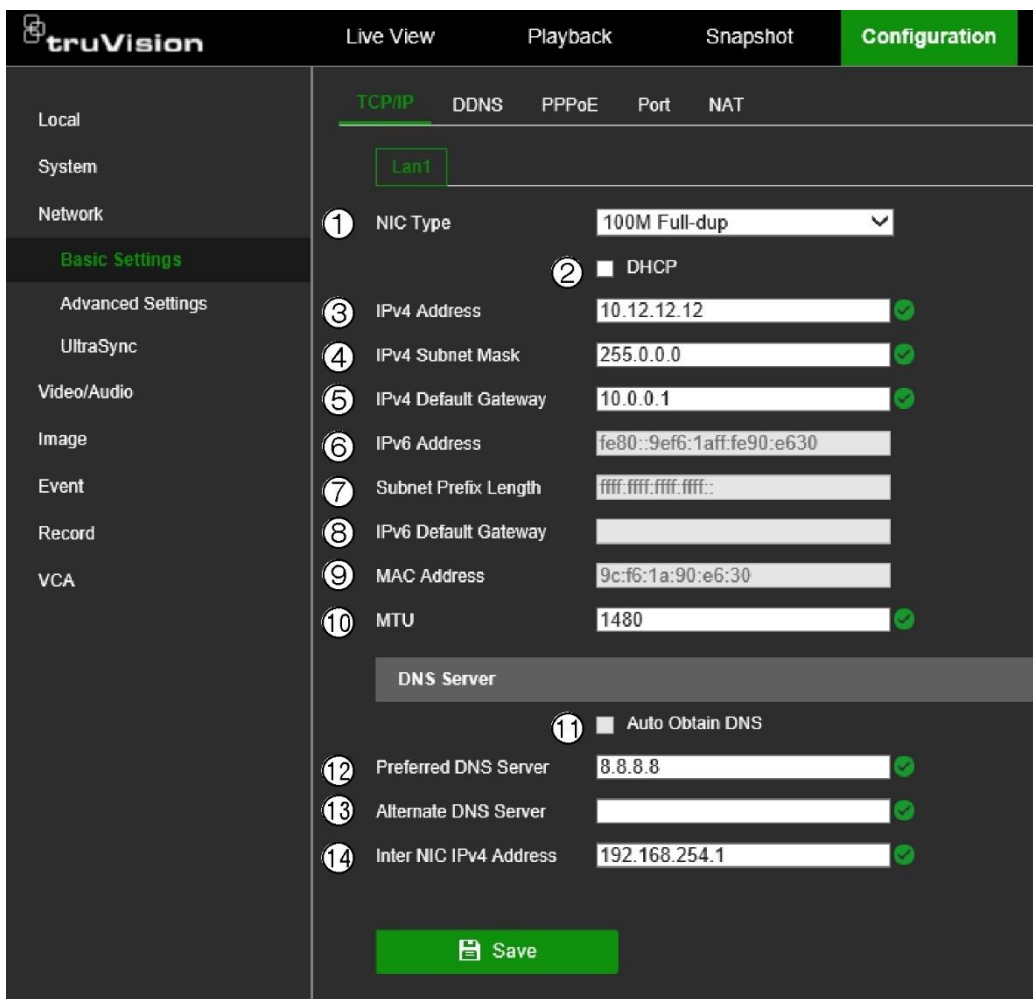 truVision
Live View Playback Snapshot Configuration
TCP/IP DDNS PPPoE Port NAT
Lan1
Local
System
Network
Basic Settings
Advanced Settings
UltraSync
Video/Audio
Image
Event
Record
VCA
1 NIC Type 100M Full-dup
2 DHCP
3 IPv4 Address 10.12.12.12
4 IPv4 Subnet Mask 255.0.0.0
5 IPv4 Default Gateway 10.0.0.1
6 IPv6 Address fe80::9ef6:1aff:fe90:e630
7 Subnet Prefix Length ffff:ffff:ffff:ffff::
8 IPv6 Default Gateway
9 MAC Address 9c:f6:1a:90:e6:30
10 MTU 1480
DNS Server
11 Auto Obtain DNS
12 Preferred DNS Server 8.8.8.8
13 Alternate DNS Server
14 Inter NIC IPv4 Address 192.168.254.1
Save